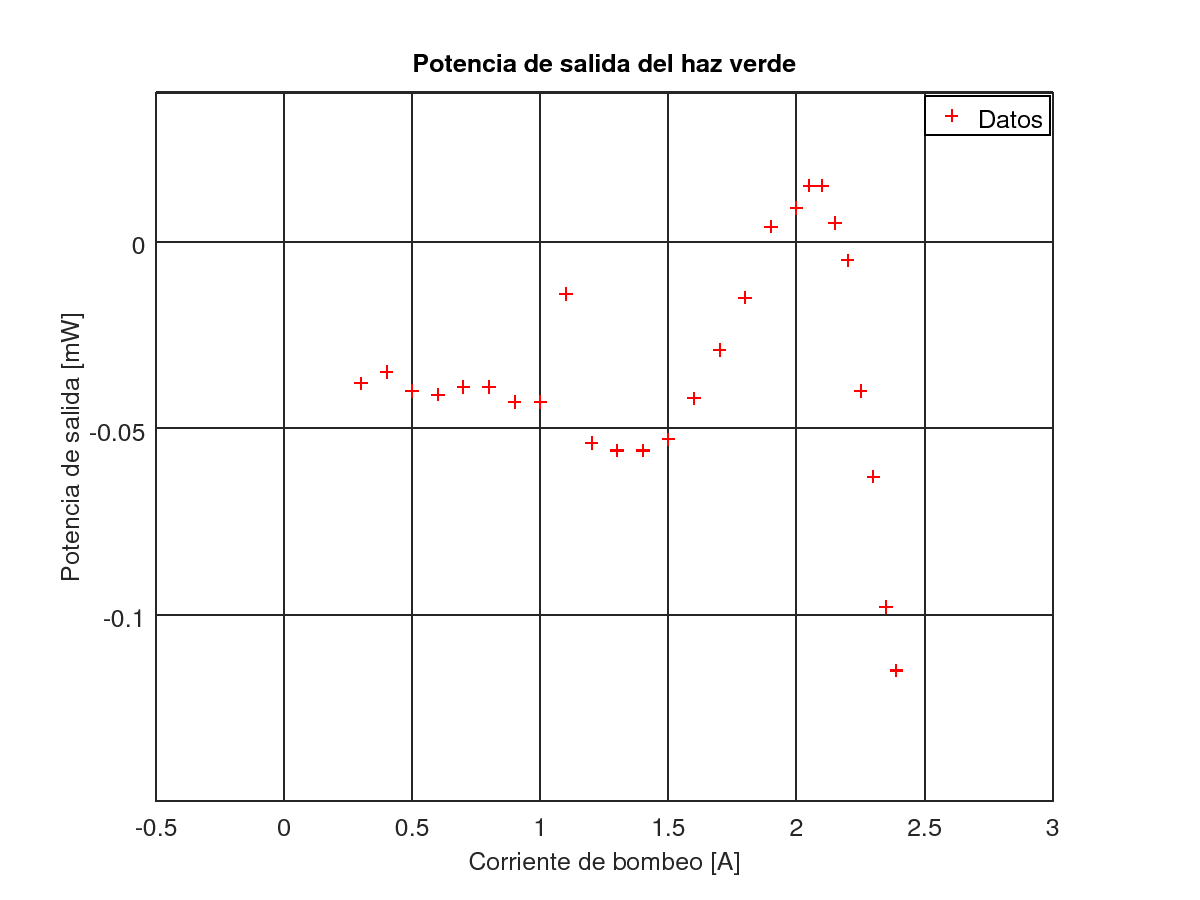 Potencia de salida del haz verde
Datos
0
-0.05
-0.1
Potencia de salida [mW]
-0.5 0 0.5 1 1.5 2 2.5 3
Corriente de bombeo [A]